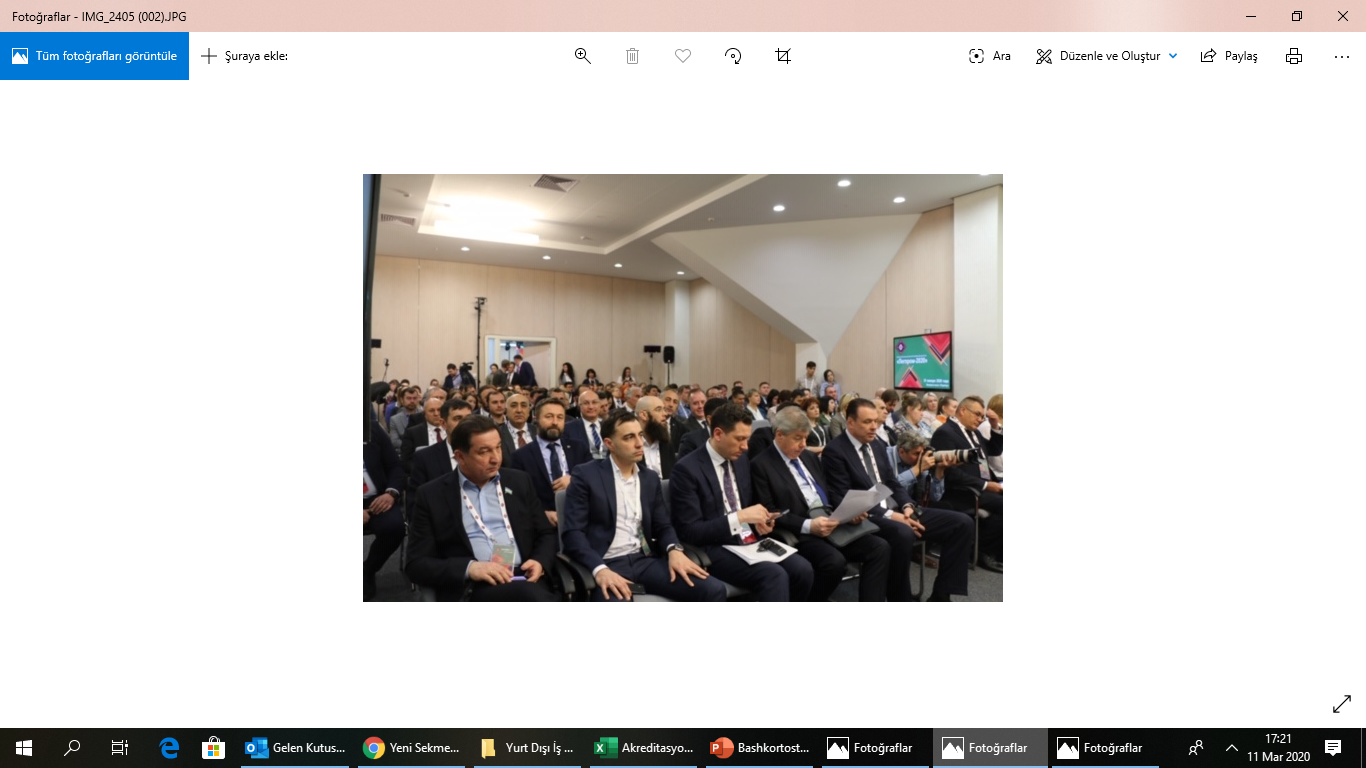 Fotoğraflar - IMG_2405 (002).JPG
Tüm fotoğrafları görüntüle
Şuraya ekle:
Ara
Düzenle ve Oluştur
Paylaş
Gelen Kutus...
Yeni Sekme...
Yurt Dışı İş ...
Akreditasyo...
Bashkortost...
Fotoğraflar
Fotoğraflar
Fotoğraflar
17:21
11 Mar 2020